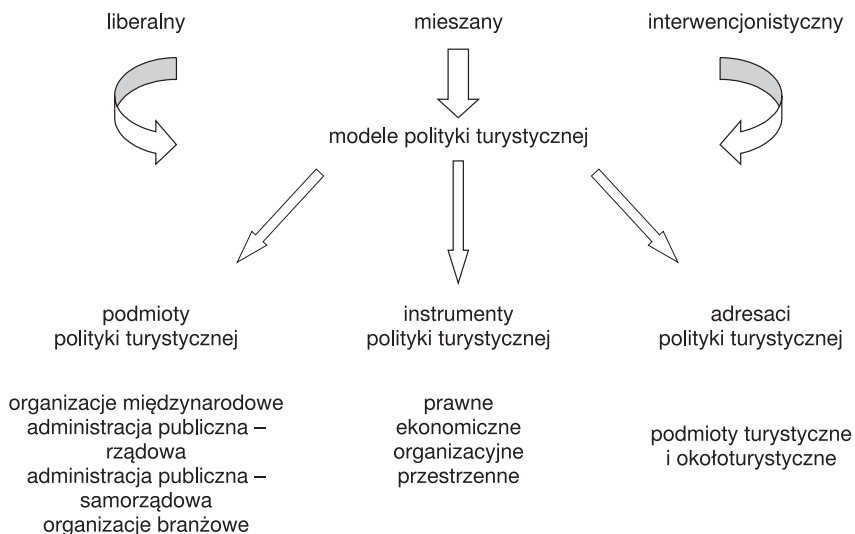 liberalny
mieszany
interwencjonistyczny
modele polityki turystycznej
podmioty
polityki turystycznej
instrumenty
polityki turystycznej
adresaci
polityki turystycznej
organizacje międzynarodowe
administracja publiczna –
rządowa
administracja publiczna –
samorządowa
organizacje branżowe
prawne
ekonomiczne
organizacyjne
przestrzenne
podmioty turystyczne
i okołoturystyczne